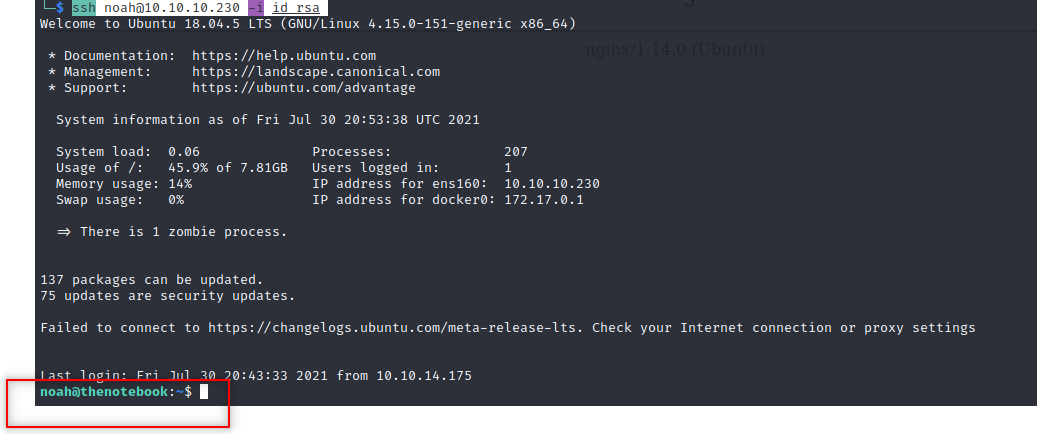 └─$ ssh noah@10.10.10.230 -i id_rsa
Welcome to Ubuntu 18.04.5 LTS (GNU/Linux 4.15.0-151-generic x86_64)
nginx/1.14.0 (Ubuntu)
* Documentation:  https://help.ubuntu.com
* Management:     https://landscape.canonical.com
* Support:        https://ubuntu.com/advantage
System information as of Fri Jul 30 20:53:38 UTC 2021
System load:  0.06              Processes:              207
Usage of /:   45.9% of 7.81GB   Users logged in:        1
Memory usage: 14%               IP address for ens160:  10.10.10.230
Swap usage:   0%                IP address for docker0: 172.17.0.1
=> There is 1 zombie process.
137 packages can be updated.
75 updates are security updates.
Failed to connect to https://changelogs.ubuntu.com/meta-release-lts. Check your Internet connection or proxy settings
Last login: Fri Jul 30 20:43:33 2021 from 10.10.14.175
noah@thenotebook:~$